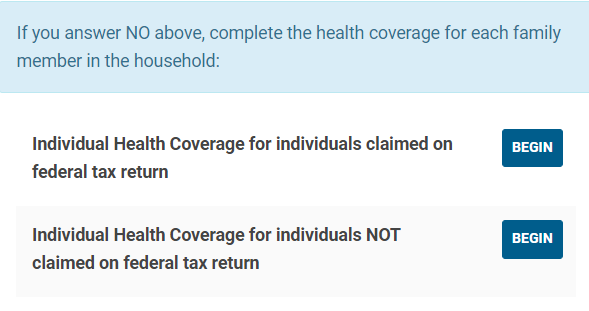 If you answer NO above, complete the health coverage for each family
member in the household:
Individual Health Coverage for individuals claimed on
federal tax return
BEGIN
Individual Health Coverage for individuals NOT
claimed on federal tax return
BEGIN